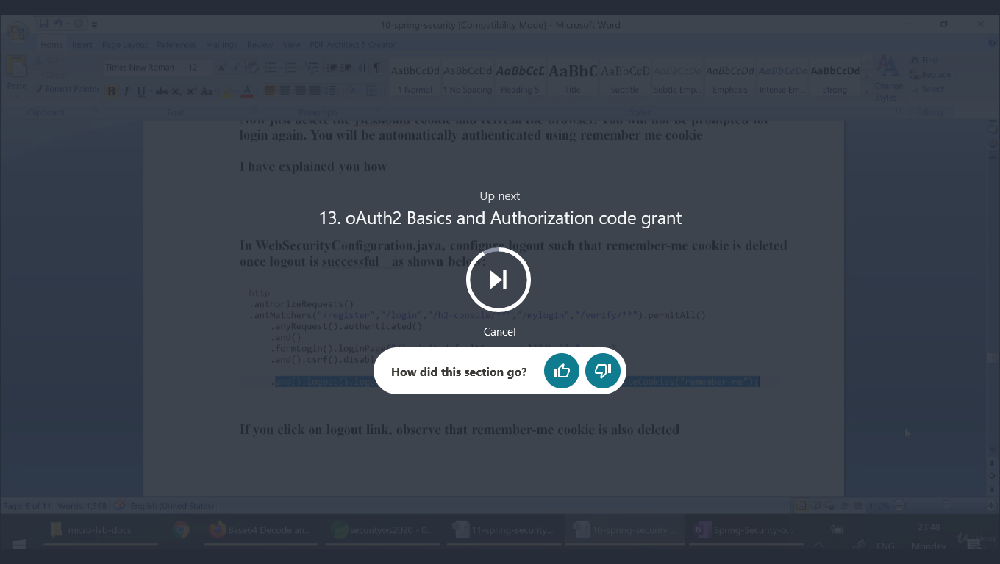 10-spring-security [Compatibility Mode] - Microsoft Word
Home Insert Page Layout References Mailings Review View PDF Architect 5 Creator
Cut
Times New Roman 12
AaBbCcDd AaBbCcDd AaBbCcD AaBbC AaBbCcD AaBbCcDd AaBbCcDd AaBbCcDd AaBbCcDd
Find
Copy
Replace
Paste
Format Painter
1 Normal 1 No Spacing Heading 5 Title Subtitle Subtle Emp... Emphasis Intense Em... Strong
Change
Styles
Select
Clipboard Font Paragraph Styles Editing
Now just delete the jsessionid cookie and refresh the browser. You will not be prompted for
login again. You will be automatically authenticated using remember me cookie
I have explained you how
Up next
13. oAuth2 Basics and Authorization code grant
In WebSecurityConfiguration.java, configure logout such that remember-me cookie is deleted
once logout is successful as shown below:
http
.authorizeRequests()
.antMatchers("/register","/login","/h2-console/**","/mylogin","/verify/**").permitAll()
.anyRequest().authenticated()
.and()
Cancel
.formLogin().loginPage(
.and().csrf().disabl
How did this section go?
.and().logout().log teCookies("remember-me");
If you click on logout link, observe that remember-me cookie is also deleted
Page: 8 of 11 Words: 1,598 English (United States) 110%
micro-lab-docs Base64 Decode an... securityws2020 - 0... 11-spring-security... 10-spring-security ... Spring-Security-o... 23:48
ENG Monday